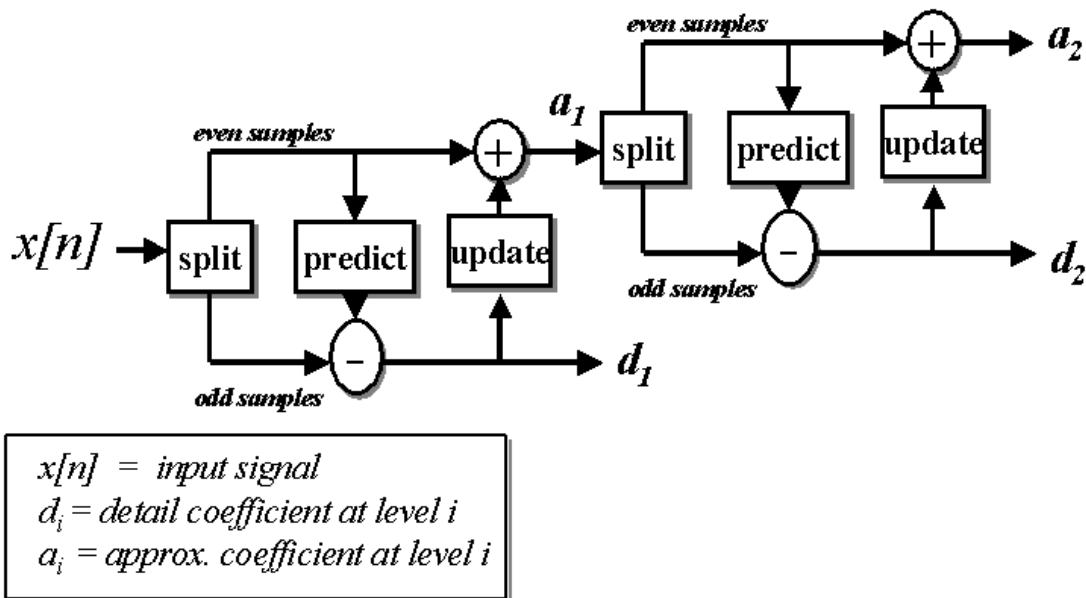 even samples
a2
a1
split
predict
update
even samples
x[n]
split
predict
update
odd samples
d2
d1
odd samples
x[n] = input signal
di = detail coefficient at level i
ai = approx. coefficient at level i
+
+
-
-